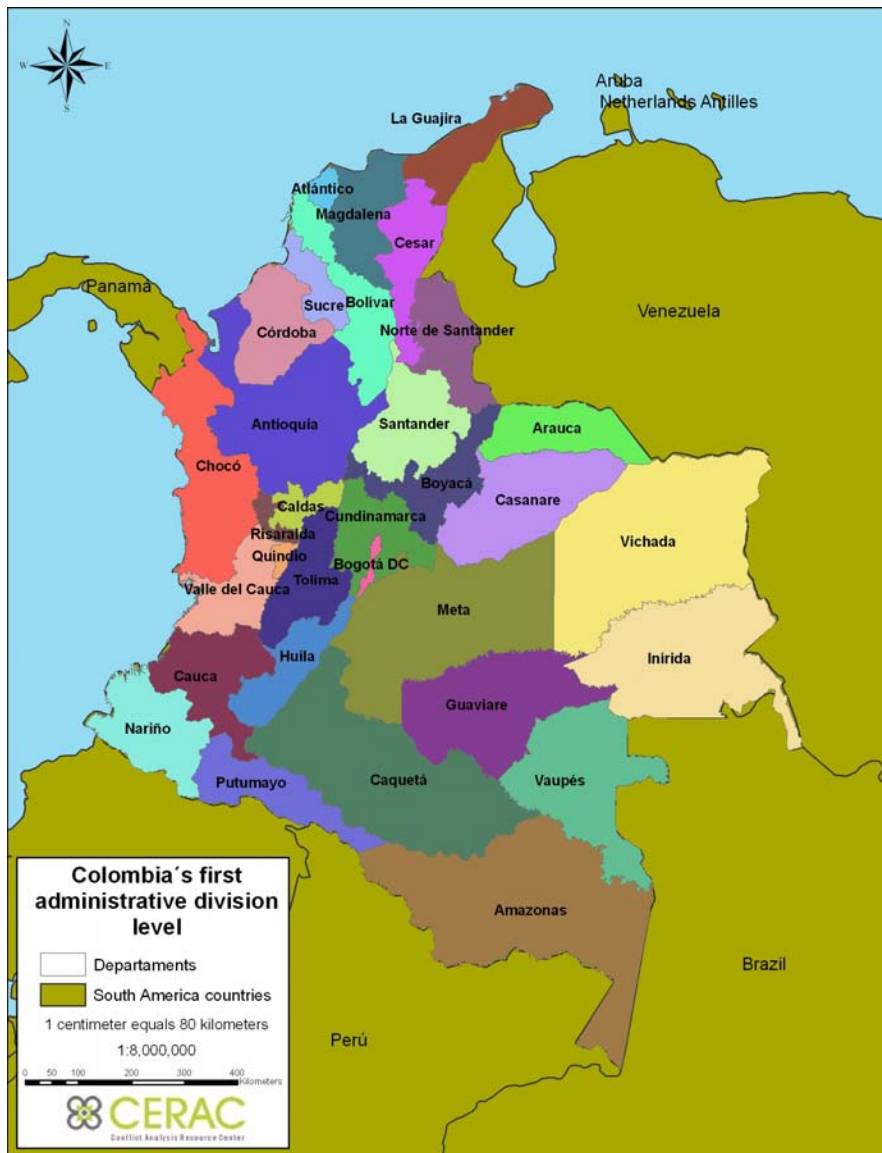 N
W
E
S
Aruba
Netherlands Antilles
La Guajira
Atlántico
Magdalena
Cesar
Panamá
Sucre
Bolivar
Venezuela
Córdoba
Norte de Santander
Antioquia
Santander
Arauca
Chocó
Boyacá
Casanare
Caldas
Cundinamarca
Risaralda
Vichada
Quindio
Bogotá DC
Tolima
Valle del Cauca
Meta
Huila
Inirida
Cauca
Guaviare
Nariño
Putumayo
Caquetá
Vaupés
Amazonas
Brazil
Perú
Colombia´s first
administrative division
level
Departaments
South America countries
1 centimeter equals 80 kilometers
1:8,000,000
0 50 100 200 300 400
Kilometers
CERAC
Conflict Analysis Resource Center